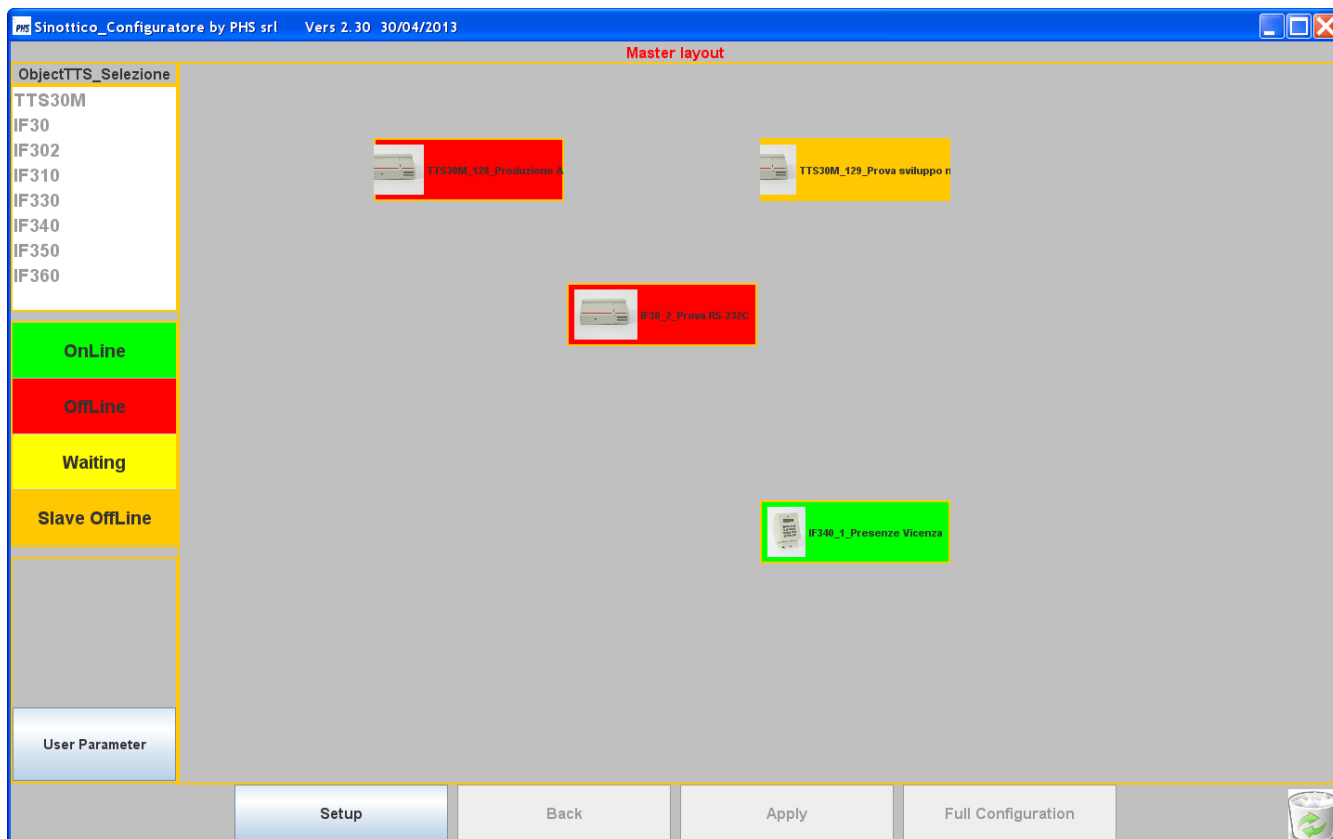 PHS Sinottico_Configuratore by PHS srl Vers 2.30 30/04/2013
Master layout
ObjectTTS_Selezione
TTS30M
IF30
IF302
IF310
IF330
IF340
IF350
IF360
OnLine
OffLine
Waiting
Slave OffLine
User Parameter
TTS30M_128_Produzione A
TTS30M_129_Prova sviluppo n
IF30_2_Prova RS-232C
IF340_1_Presenze Vicenza
Setup
Back
Apply
Full Configuration